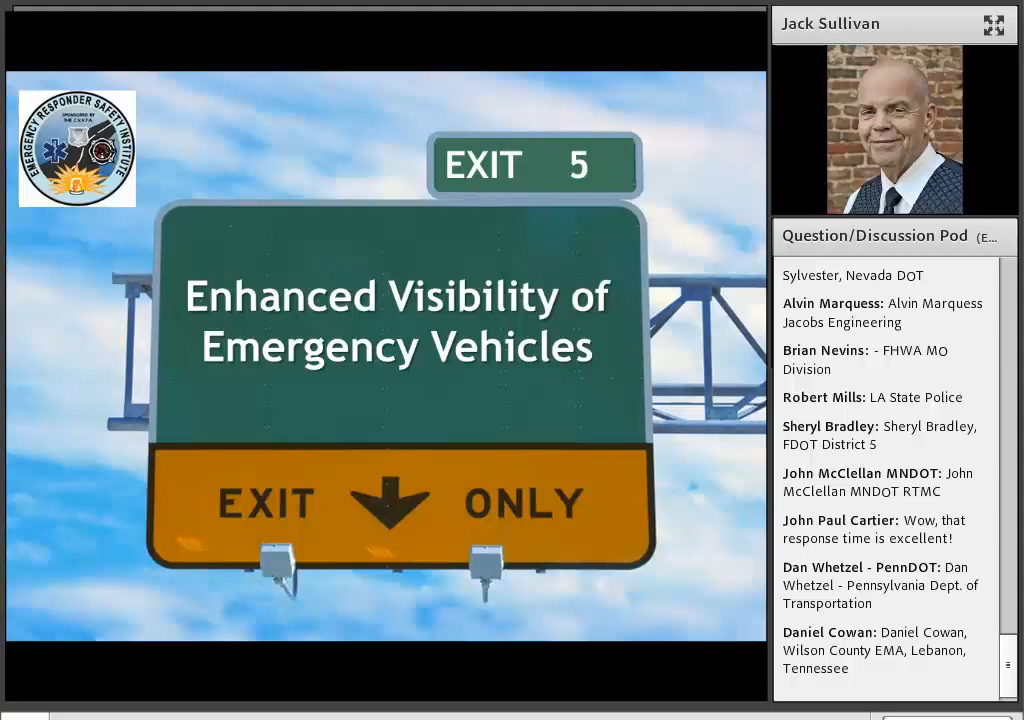 EMERGENCY RESPONDER SAFETY INSTITUTE
SPONSORED BY
THE C.V.V.F.A.
EXIT 5
Enhanced Visibility of
Emergency Vehicles
EXIT ONLY
Jack Sullivan
Question/Discussion Pod (E...
Sylvester, Nevada DOT
Alvin Marquess: Alvin Marquess
Jacobs Engineering
Brian Nevins: - FHWA MO
Division
Robert Mills: LA State Police
Sheryl Bradley: Sheryl Bradley,
FDOT District 5
John McClellan MNDOT: John
McClellan MNDOT RTMC
John Paul Cartier: Wow, that
response time is excellent!
Dan Whetzel - PennDOT: Dan
Whetzel - Pennsylvania Dept. of
Transportation
Daniel Cowan: Daniel Cowan,
Wilson County EMA, Lebanon,
Tennessee